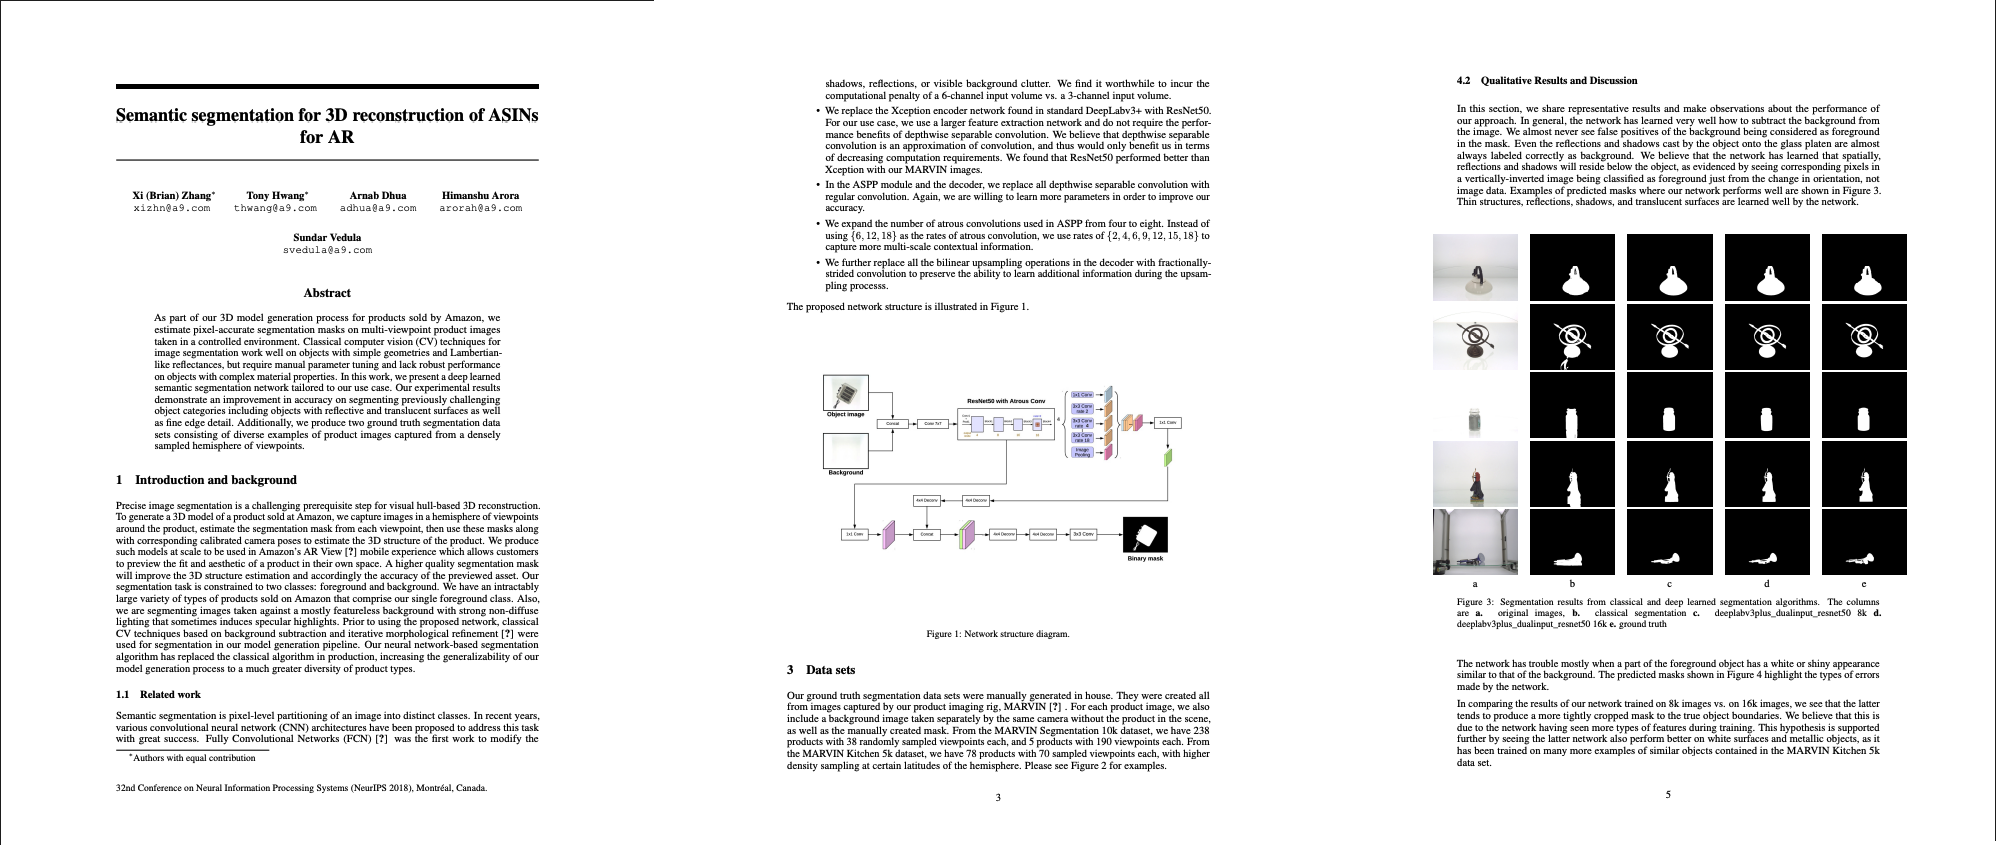 Semantic segmentation for 3D reconstruction of ASINs
for AR
Xi (Brian) Zhang* Tony Hwang* Arnab Dhua Himanshu Arora
xizhn@a9.com thwang@a9.com adhua@a9.com arorah@a9.com
Sundar Vedula
svedula@a9.com
Abstract
As part of our 3D model generation process for products sold by Amazon, we
estimate pixel-accurate segmentation masks on multi-viewpoint product images
taken in a controlled environment. Classical computer vision (CV) techniques for
image segmentation work well on objects with simple geometries and Lambertian-
like reflectances, but require manual parameter tuning and lack robust performance
on objects with complex material properties. In this work, we present a deep learned
semantic segmentation network tailored to our use case. Our experimental results
demonstrate an improvement in accuracy on segmenting previously challenging
object categories including objects with reflective and translucent surfaces as well
as fine edge detail. Additionally, we produce two ground truth segmentation data
sets consisting of diverse examples of product images captured from a densely
sampled hemisphere of viewpoints.
1 Introduction and background
Precise image segmentation is a challenging prerequisite step for visual hull-based 3D reconstruction.
To generate a 3D model of a product sold at Amazon, we capture images in a hemisphere of viewpoints
around the product, estimate the segmentation mask from each viewpoint, then use these masks along
with corresponding calibrated camera poses to estimate the 3D structure of the product. We produce
such models at scale to be used in Amazon's AR View [?] mobile experience which allows customers
to preview the fit and aesthetic of a product in their own space. A higher quality segmentation mask
will improve the 3D structure estimation and accordingly the accuracy of the previewed asset. Our
segmentation task is constrained to two classes: foreground and background. We have an intractably
large variety of types of products sold on Amazon that comprise our single foreground class. Also,
we are segmenting images taken against a mostly featureless background with strong non-diffuse
lighting that sometimes induces specular highlights. Prior to using the proposed network, classical
CV techniques based on background subtraction and iterative morphological refinement [?] were
used for segmentation in our model generation pipeline. Our neural network-based segmentation
algorithm has replaced the classical algorithm in production, increasing the generalizability of our
model generation process to a much greater diversity of product types.
1.1 Related work
Semantic segmentation is pixel-level partitioning of an image into distinct classes. In recent years,
various convolutional neural network (CNN) architectures have been proposed to address this task
with great success. Fully Convolutional Networks (FCN) [?] was the first work to modify the
*Authors with equal contribution
32nd Conference on Neural Information Processing Systems (NeurIPS 2018), Montréal, Canada.
shadows, reflections, or visible background clutter. We find it worthwhile to incur the
computational penalty of a 6-channel input volume vs. a 3-channel input volume.
• We replace the Xception encoder network found in standard DeepLabv3+ with ResNet50.
For our use case, we use a larger feature extraction network and do not require the perfor-
mance benefits of depthwise separable convolution. We believe that depthwise separable
convolution is an approximation of convolution, and thus would only benefit us in terms
of decreasing computation requirements. We found that ResNet50 performed better than
Xception with our MARVIN images.
• In the ASPP module and the decoder, we replace all depthwise separable convolution with
regular convolution. Again, we are willing to learn more parameters in order to improve our
accuracy.
• We expand the number of atrous convolutions used in ASPP from four to eight. Instead of
using {6, 12, 18} as the rates of atrous convolution, we use rates of {2, 4, 6, 9, 12, 15, 18} to
capture more multi-scale contextual information.
• We further replace all the bilinear upsampling operations in the decoder with fractionally-
strided convolution to preserve the ability to learn additional information during the upsam-
pling processs.
The proposed network structure is illustrated in Figure 1.
Object image
Background
Concat
Conv 7x7
ResNet50 with Atrous Conv
1x1 Conv
3x3 Conv
rate 2
3x3 Conv
rate 4
3x3 Conv
rate 18
Image
Pooling
1x1 Conv
4x4 Deconv
4x4 Deconv
1x1 Conv
Concat
4x4 Deconv
4x4 Deconv
3x3 Conv
Binary mask
Figure 1: Network structure diagram.
3 Data sets
Our ground truth segmentation data sets were manually generated in house. They were created all
from images captured by our product imaging rig, MARVIN [?] . For each product image, we also
include a background image taken separately by the same camera without the product in the scene,
as well as the manually created mask. From the MARVIN Segmentation 10k dataset, we have 238
products with 38 randomly sampled viewpoints each, and 5 products with 190 viewpoints each. From
the MARVIN Kitchen 5k dataset, we have 78 products with 70 sampled viewpoints each, with higher
density sampling at certain latitudes of the hemisphere. Please see Figure 2 for examples.
3
4.2 Qualitative Results and Discussion
In this section, we share representative results and make observations about the performance of
our approach. In general, the network has learned very well how to subtract the background from
the image. We almost never see false positives of the background being considered as foreground
in the mask. Even the reflections and shadows cast by the object onto the glass platen are almost
always labeled correctly as background. We believe that the network has learned that spatially,
reflections and shadows will reside below the object, as evidenced by seeing corresponding pixels in
a vertically-inverted image being classified as foreground just from the change in orientation, not
image data. Examples of predicted masks where our network performs well are shown in Figure 3.
Thin structures, reflections, shadows, and translucent surfaces are learned well by the network.
a b c d e
Figure 3: Segmentation results from classical and deep learned segmentation algorithms. The columns
are a. original images, b. classical segmentation c. deeplabv3plus_dualinput_resnet50 8k d.
deeplabv3plus_dualinput_resnet50 16k e. ground truth
The network has trouble mostly when a part of the foreground object has a white or shiny appearance
similar to that of the background. The predicted masks shown in Figure 4 highlight the types of errors
made by the network.
In comparing the results of our network trained on 8k images vs. on 16k images, we see that the latter
tends to produce a more tightly cropped mask to the true object boundaries. We believe that this is
due to the network having seen more types of features during training. This hypothesis is supported
further by seeing the latter network also perform better on white surfaces and metallic objects, as it
has been trained on many more examples of similar objects contained in the MARVIN Kitchen 5k
data set.
5